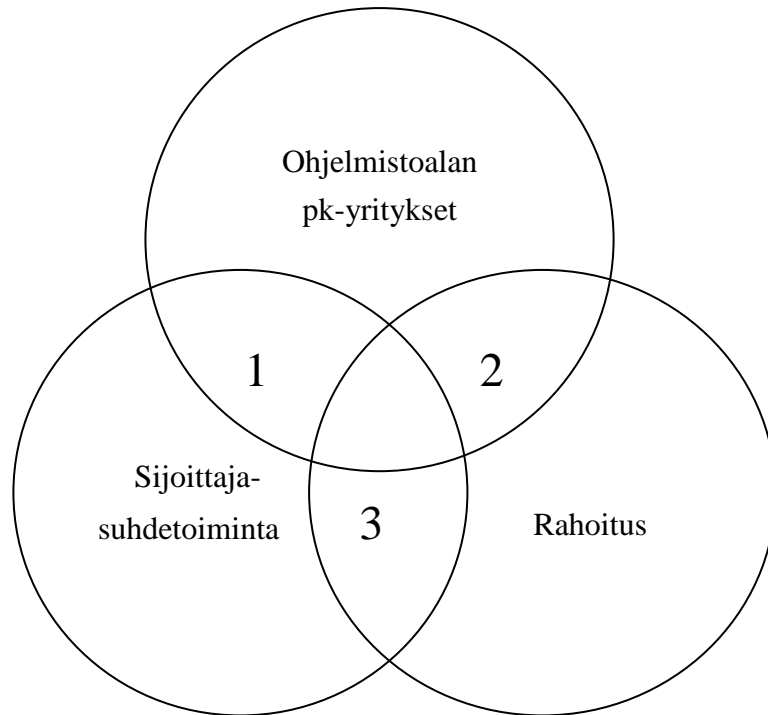 Ohjelmistoalan
pk-yritykset
1
2
Sijoittaja-
suhdetoiminta
3
Rahoitus